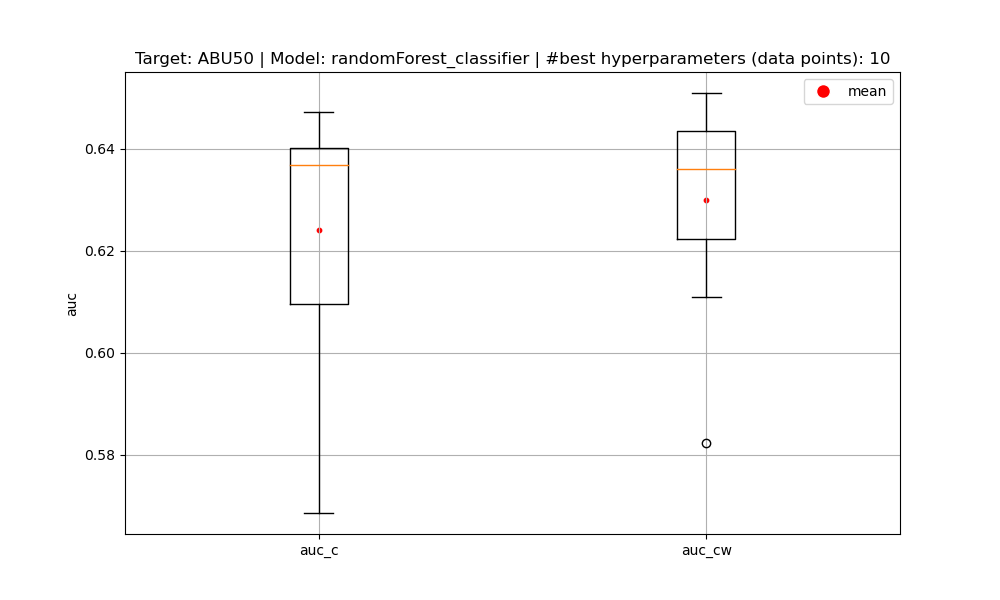 Target: ABU50 | Model: randomForest_classifier | #best hyperparameters (data points): 10
mean
0.64
0.62
0.60
0.58
auc
auc_c
auc_cw